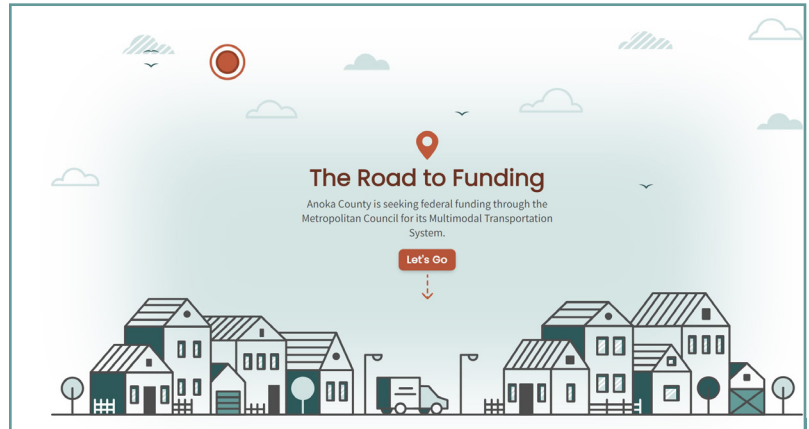 The Road to Funding
Anoka County is seeking federal funding through the
Metropolitan Council for its Multimodal Transportation
System.
Let's Go